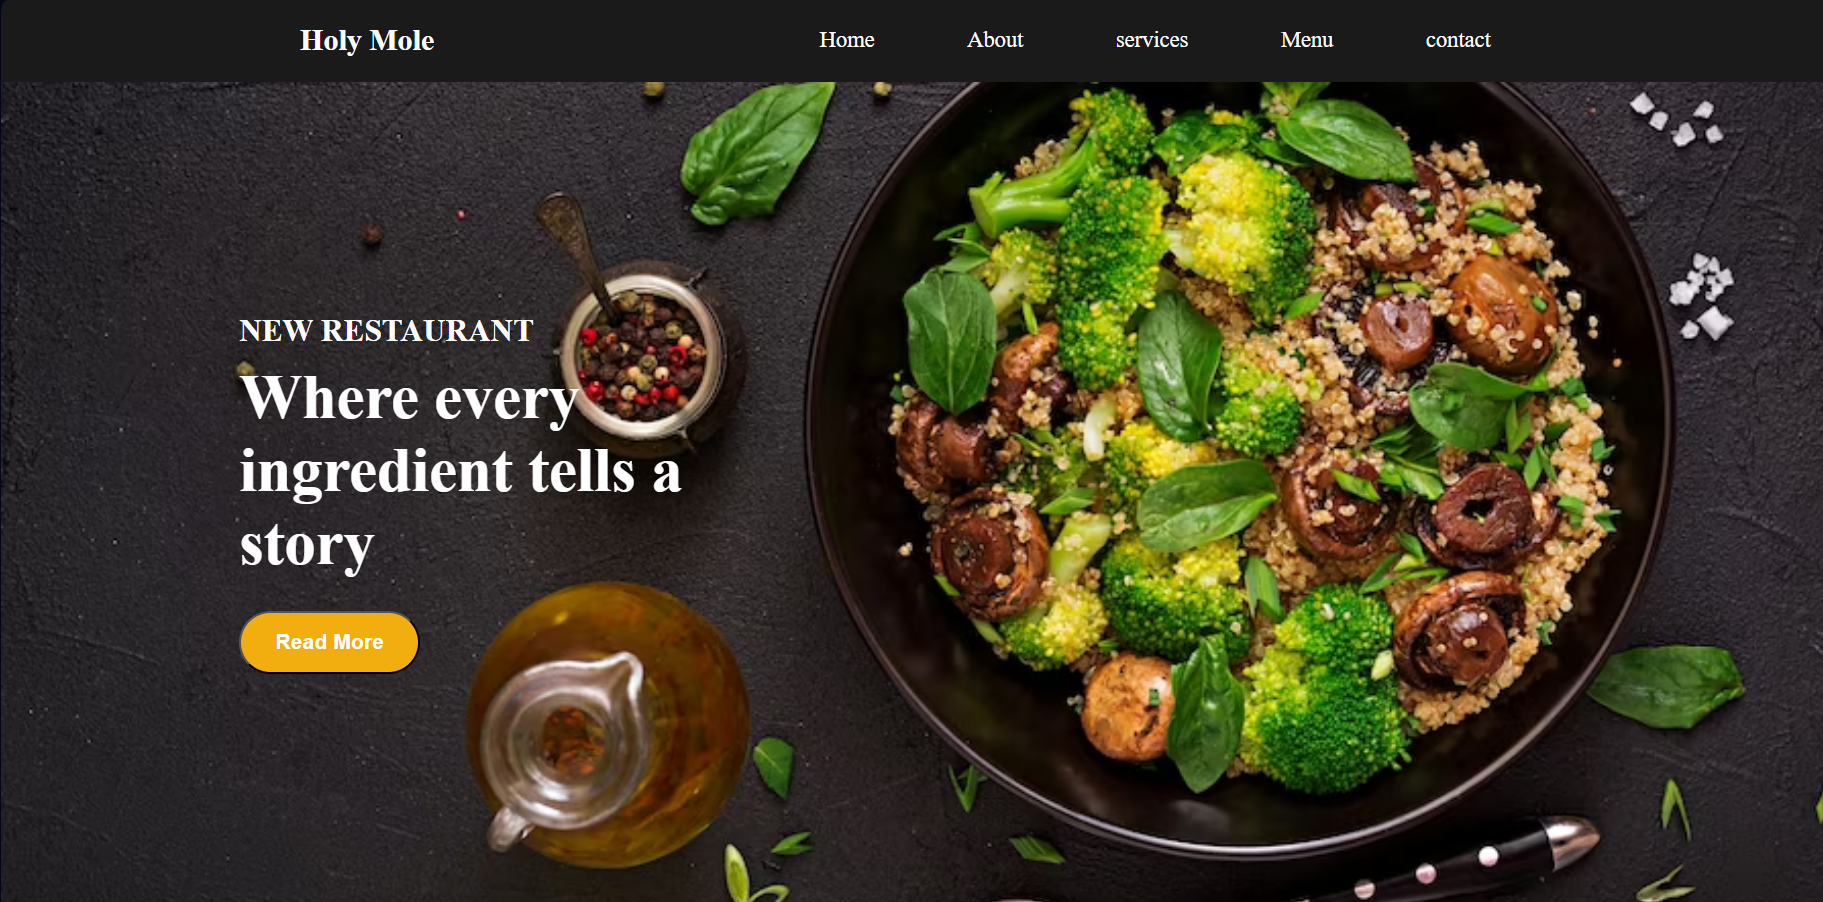 Holy Mole
Home
About
services
Menu
contact
NEW RESTAURANT
Where every
ingredient tells a
story
Read More